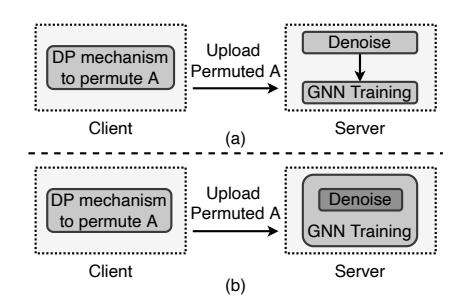 DP mechanism
to permute A
Upload
Permuted A
Denoise
GNN Training
Client
Server
(a)
DP mechanism
to permute A
Upload
Permuted A
Denoise
GNN Training
Client
Server
(b)